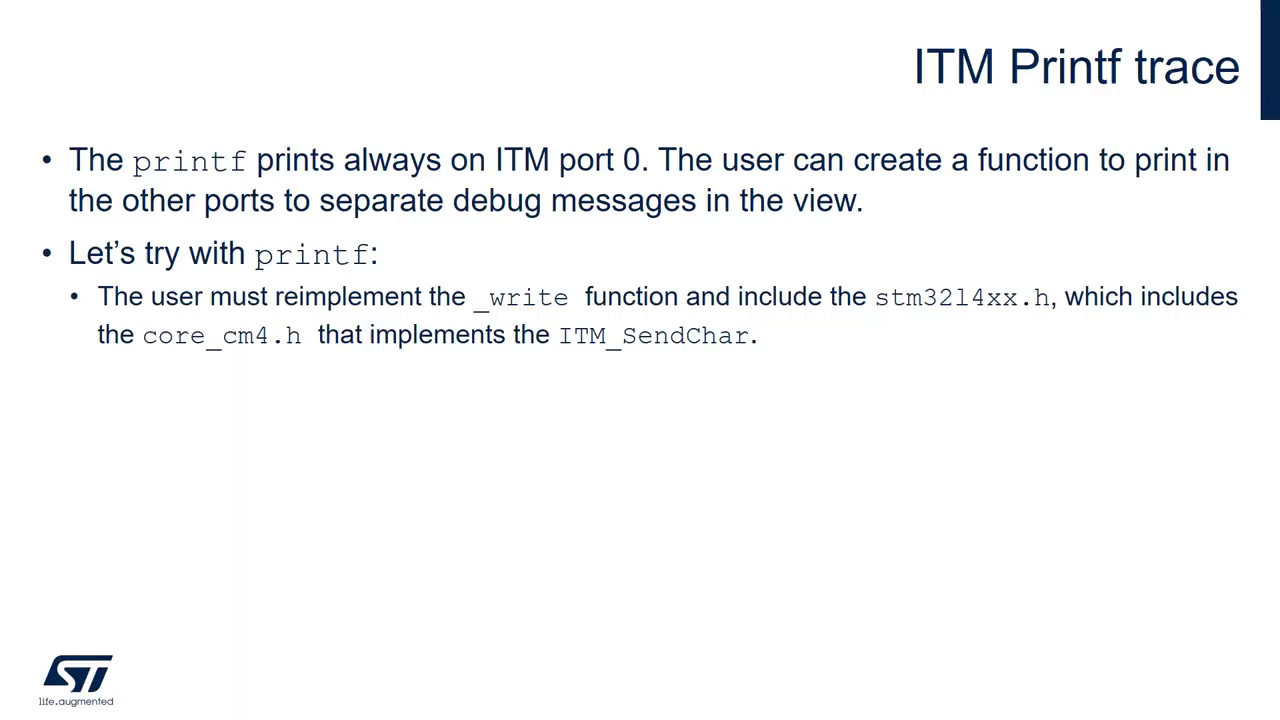 ITM Printf trace
• The printf prints always on ITM port 0. The user can create a function to print in
the other ports to separate debug messages in the view.
• Let’s try with printf:
• The user must reimplement the _write function and include the stm32l4xx.h, which includes
the core_cm4.h that implements the ITM_SendChar.
ST
life.augmented